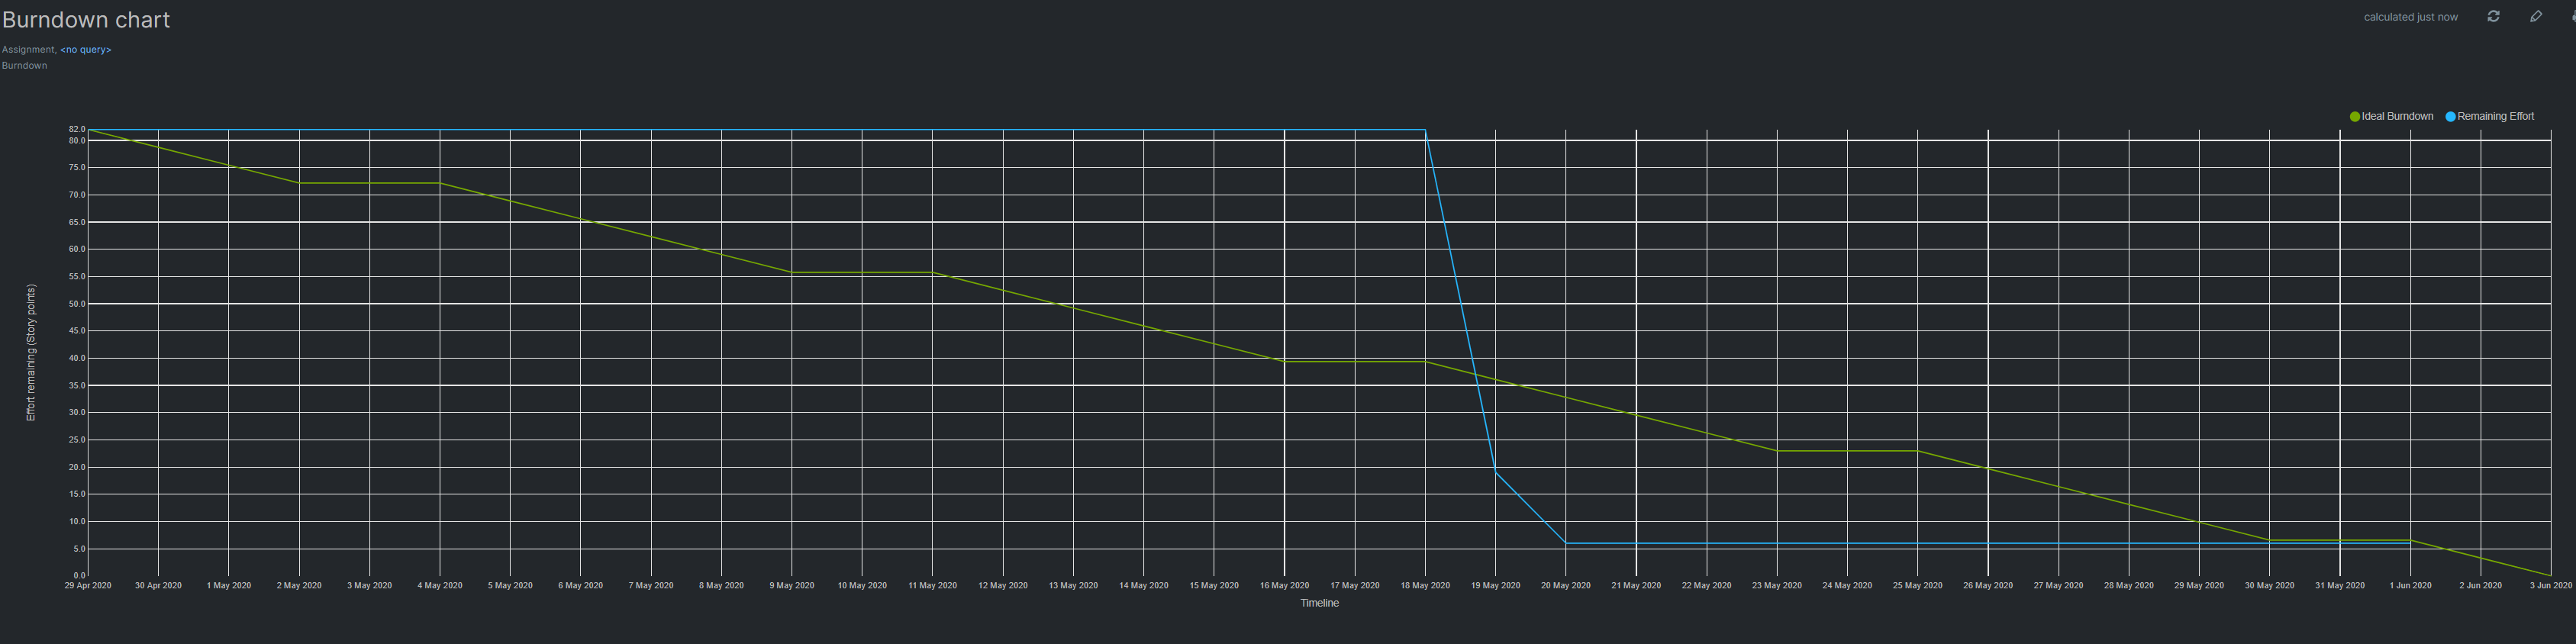 Burndown chart
calculated just now
Assignment, <no query>
Burndown
Ideal Burndown Remaining Effort
82.0
80.0
75.0
70.0
65.0
60.0
55.0
50.0
45.0
40.0
35.0
30.0
25.0
20.0
15.0
10.0
5.0
0.0
Effort remaining (Story points)
29 Apr 2020 30 Apr 2020 1 May 2020 2 May 2020 3 May 2020 4 May 2020 5 May 2020 6 May 2020 7 May 2020 8 May 2020 9 May 2020 10 May 2020 11 May 2020 12 May 2020 13 May 2020 14 May 2020 15 May 2020 16 May 2020 17 May 2020 18 May 2020 19 May 2020 20 May 2020 21 May 2020 22 May 2020 23 May 2020 24 May 2020 25 May 2020 26 May 2020 27 May 2020 28 May 2020 29 May 2020 30 May 2020 31 May 2020 1 Jun 2020 2 Jun 2020 3 Jun 2020
Timeline